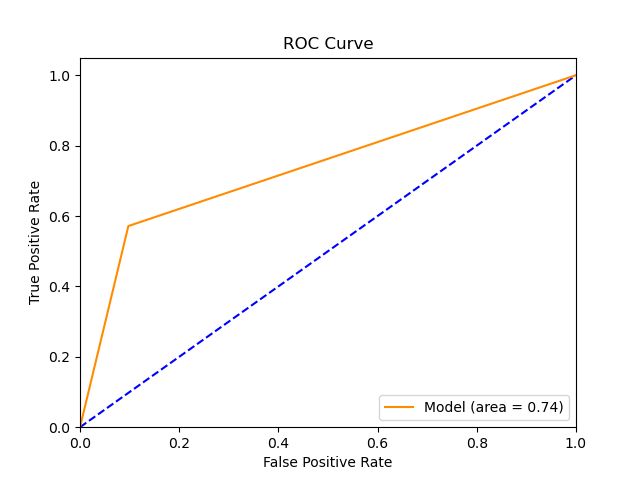 ROC Curve
True Positive Rate
1.0
0.8
0.6
0.4
0.2
0.0
Model (area = 0.74)
0.0 0.2 0.4 0.6 0.8 1.0
False Positive Rate